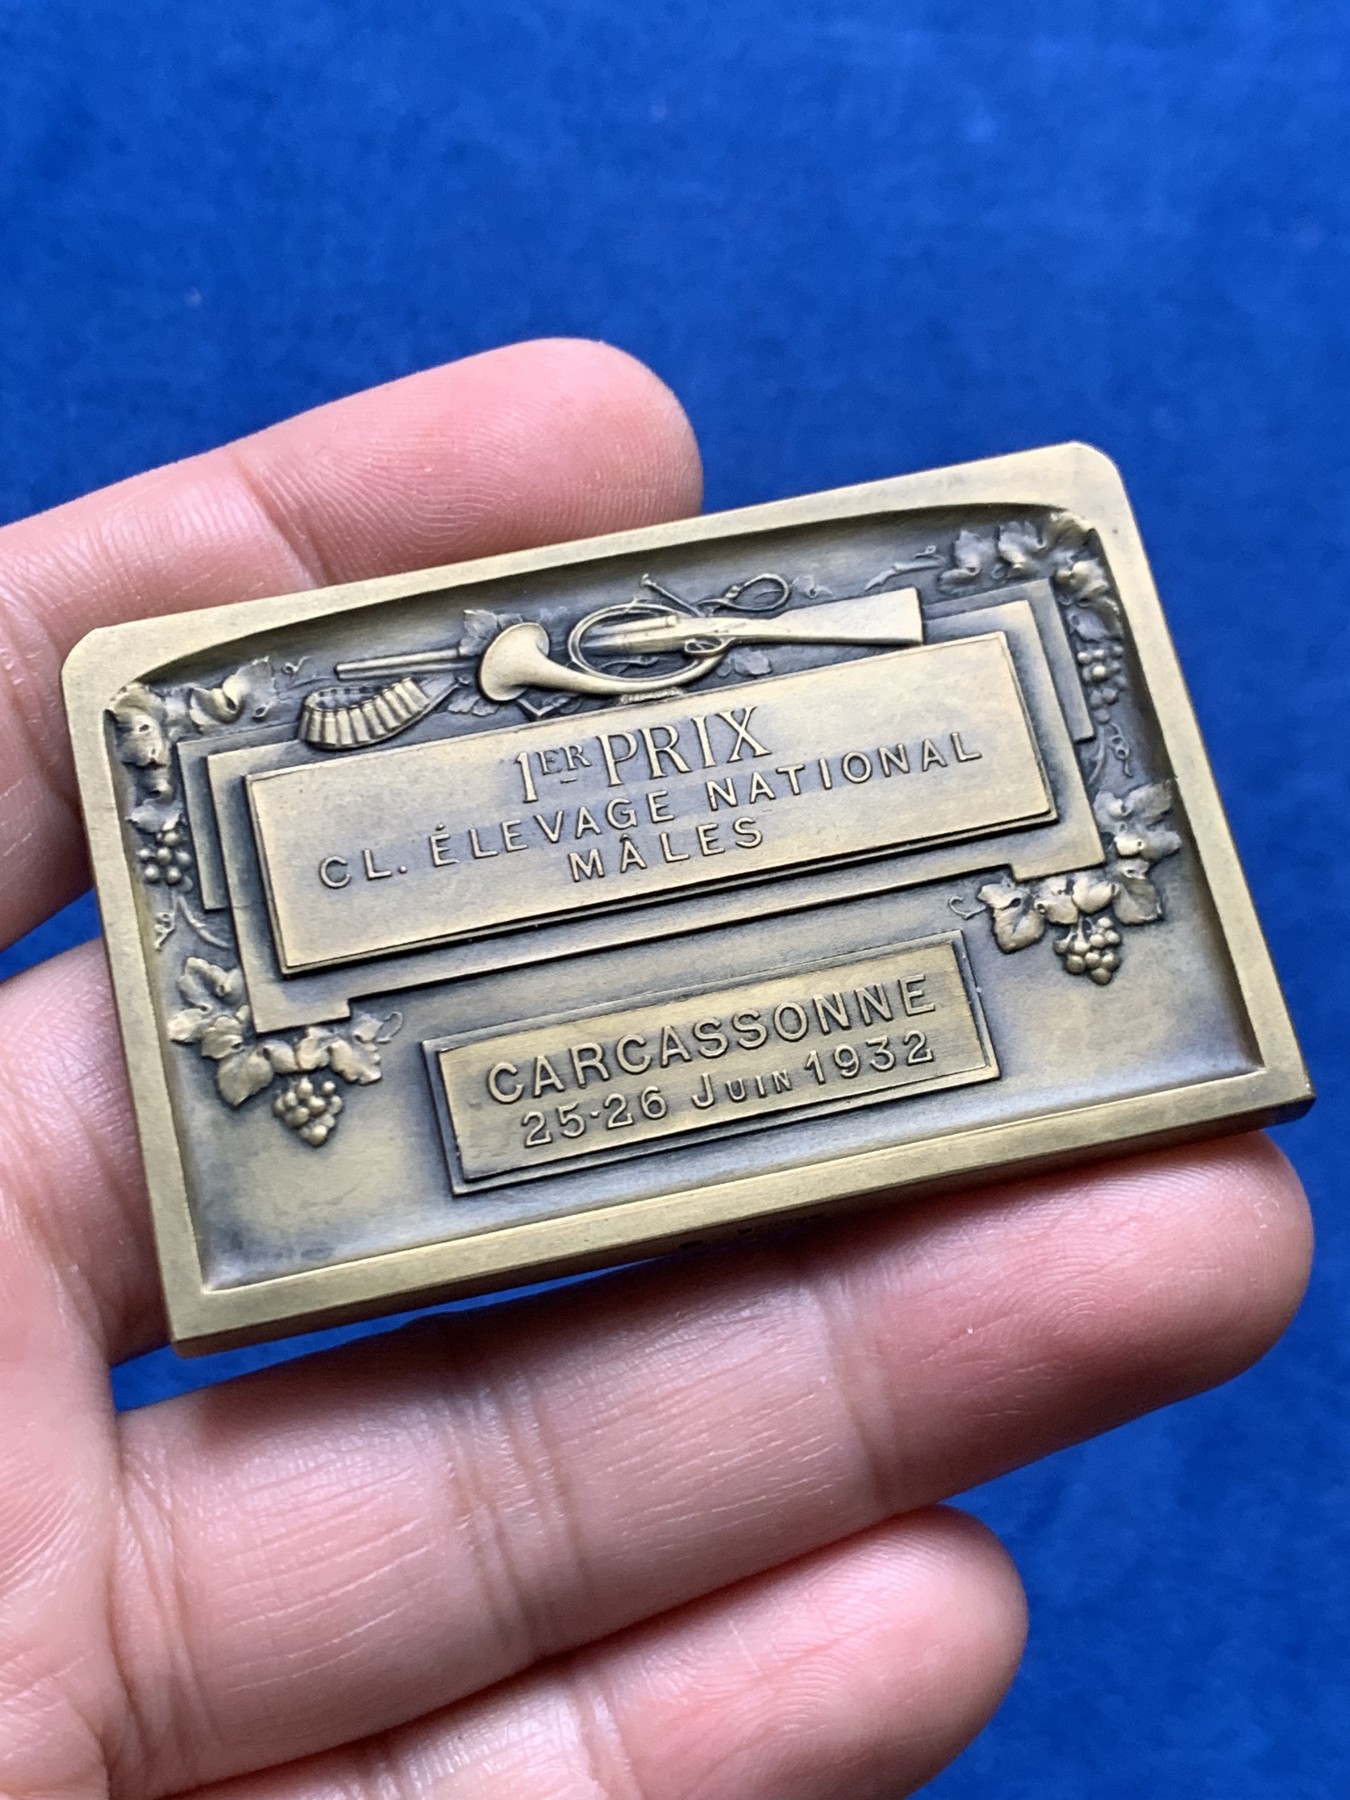 1ER PRIX
CL. ÉLEVAGE NATIONAL
MÂLES
CARCASSONNE
25-26 JUIN 1932